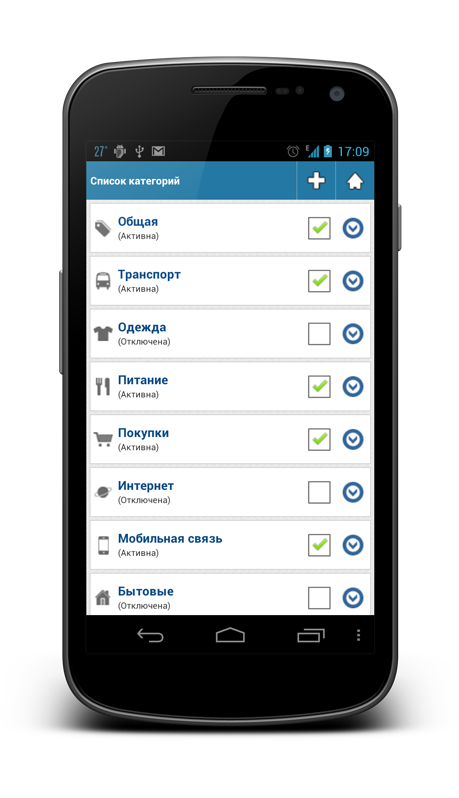 27°
E
17:09
Список категорий
Общая
(Активна)
Транспорт
(Активна)
Одежда
(Отключена)
Питание
(Активна)
Покупки
(Активна)
Интернет
(Отключена)
Мобильная связь
(Активна)
Бытовые
(Отключена)